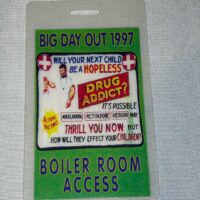 BIG DAY OUT 1997
WILL YOUR NEXT CHILD
BE A HOPELESS
DRUG
ADDICT?
IT'S POSSIBLE
MARIJUANA METHADONE HEROIN MAY
THRILL YOU NOW BUT
HOW WILL THEY EFFECT YOUR CHILDREN?
BOILER ROOM
ACCESS